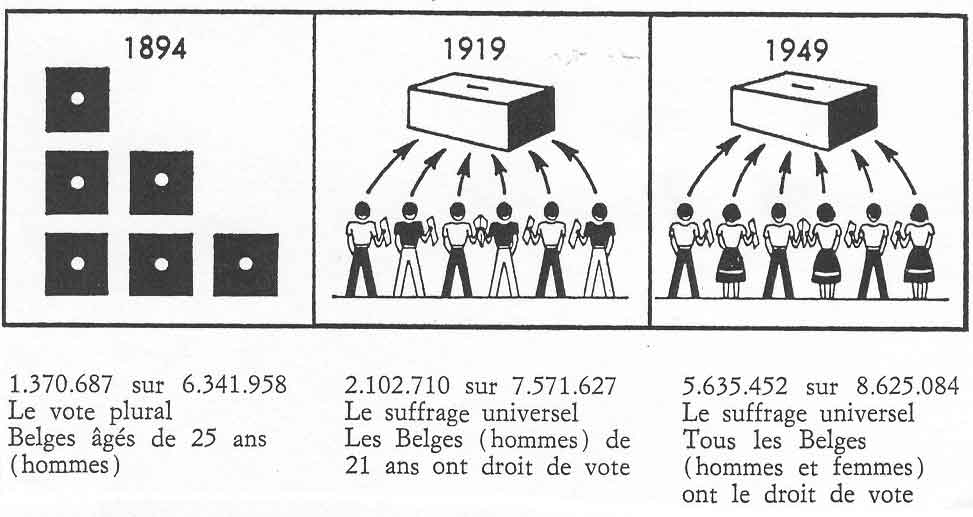 1894
1919
1949
1.370.687 sur 6.341.958
Le vote plural
Belges âgés de 25 ans
(hommes)
2.102.710 sur 7.571.627
Le suffrage universel
Les Belges (hommes) de
21 ans ont droit de vote
5.635.452 sur 8.625.084
Le suffrage universel
Tous les Belges
(hommes et femmes)
ont le droit de vote